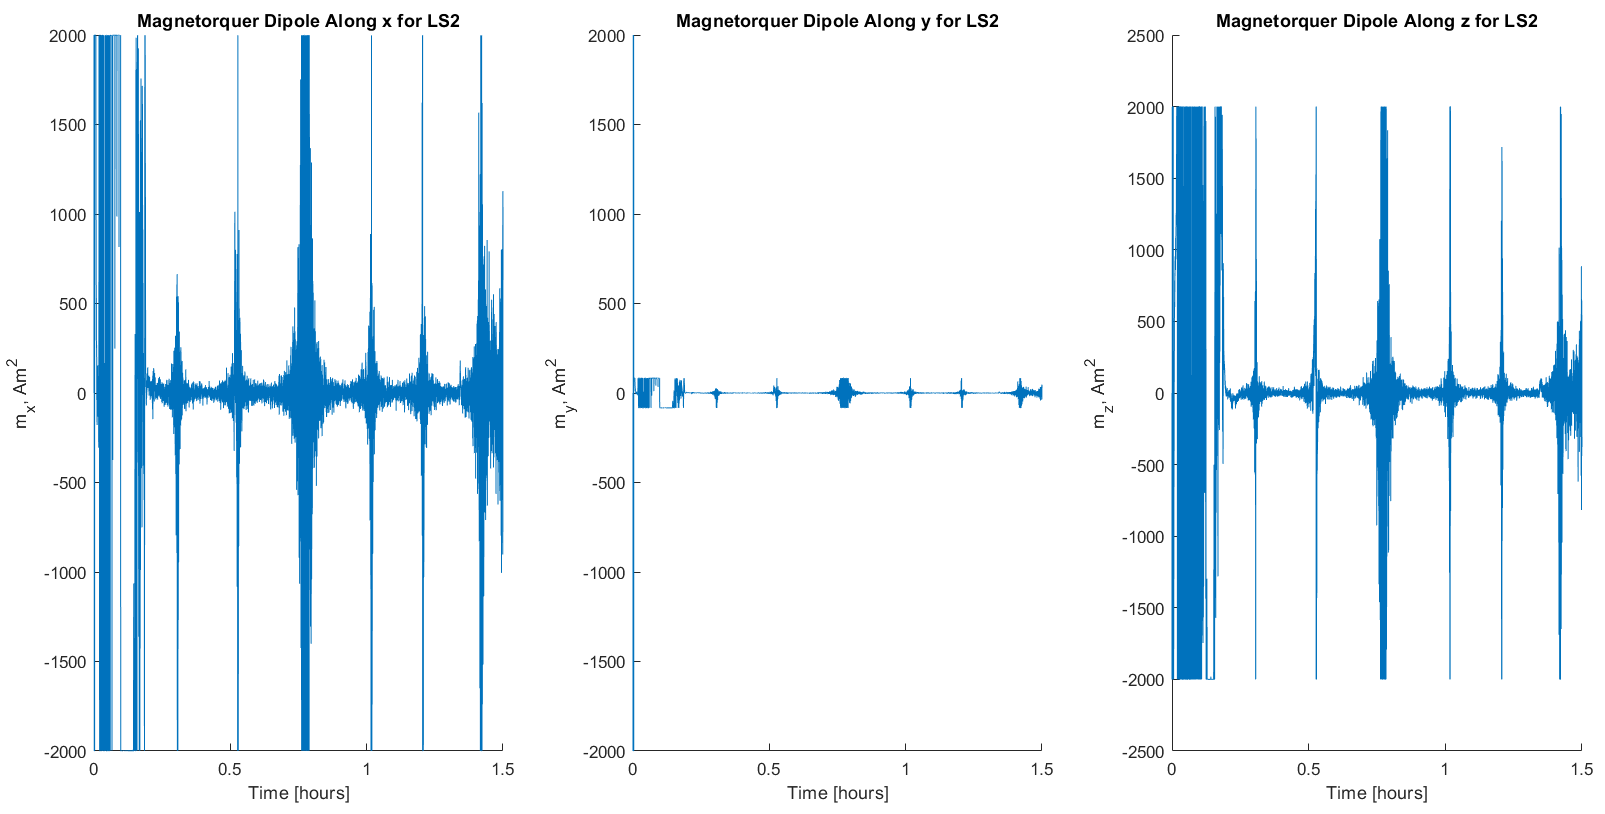 Magnetorquer Dipole Along x for LS2
2000
1500
1000
500
0
-500
-1000
-1500
-2000
m_x, Am^2
0 0.5 1 1.5
Time [hours]
Magnetorquer Dipole Along y for LS2
2000
1500
1000
500
0
-500
-1000
-1500
-2000
m_y, Am^2
0 0.5 1 1.5
Time [hours]
Magnetorquer Dipole Along z for LS2
2500
2000
1500
1000
500
0
-500
-1000
-1500
-2000
-2500
m_z, Am^2
0 0.5 1 1.5
Time [hours]